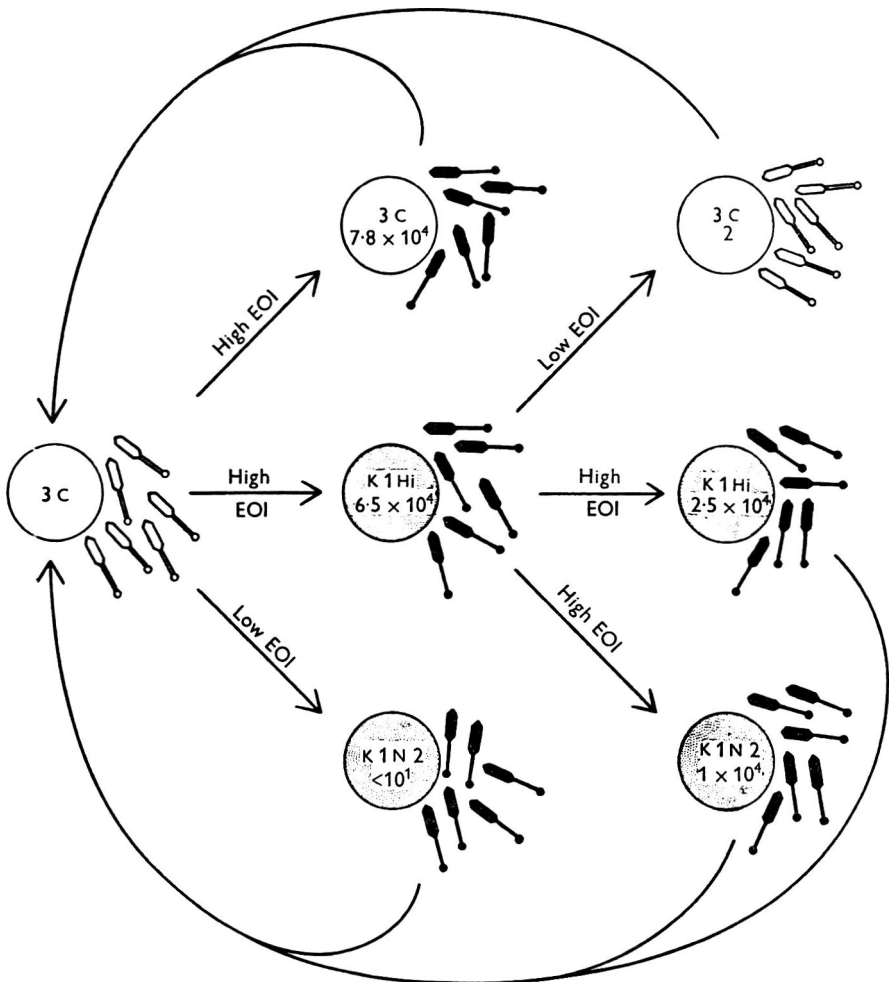 3 C
7·8 × 10⁴
3 C
2
High EOI
Low EOI
3 C
High
EOI
K 1 Hi
6·5 × 10⁴
High
EOI
K 1 Hi
2·5 × 10⁴
Low EOI
High EOI
K 1 N 2
<10¹
K 1 N 2
1 × 10⁴